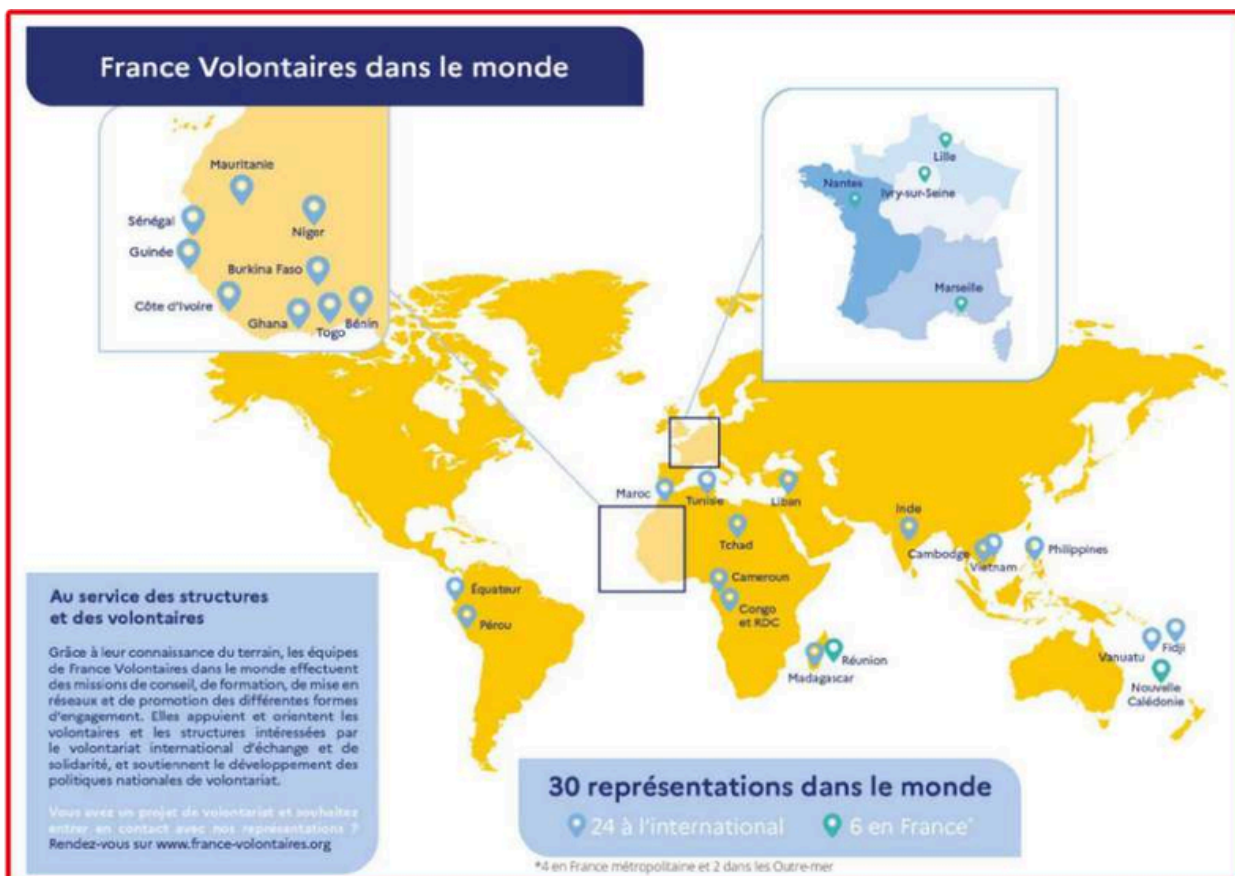 France Volontaires dans le monde
Mauritanie
Sénégal
Niger
Guinée
Burkina Faso
Côte d'Ivoire
Ghana
Togo
Bénin
Lille
Nantes
Ivry-sur-Seine
Marseille
Maroc
Tunisie
Liban
Tchad
Inde
Cambodge
Vietnam
Philippines
Cameroun
Congo
et RDC
Équateur
Pérou
Madagascar
Réunion
Vanuatu
Fidji
Nouvelle
Calédonie
Au service des structures
et des volontaires
Grâce à leur connaissance du terrain, les équipes
de France Volontaires dans le monde effectuent
des missions de conseil, de formation, de mise en
réseaux et de promotion des différentes formes
d'engagement. Elles appuient et orientent les
volontaires et les structures intéressées par
le volontariat international d'échange et de
solidarité, et soutiennent le développement des
politiques nationales de volontariat.
Vous avez un projet de volontariat et souhaitez
entrer en contact avec nos représentations ?
Rendez-vous sur www.france-volontaires.org
30 représentations dans le monde
24 à l'international
6 en France*
*4 en France métropolitaine et 2 dans les Outre-mer